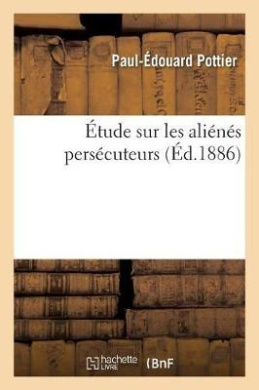 Paul-Édouard Pottier
Étude sur les aliénés
persécuteurs (Éd.1886)
hachette
LIVRE
(BnF